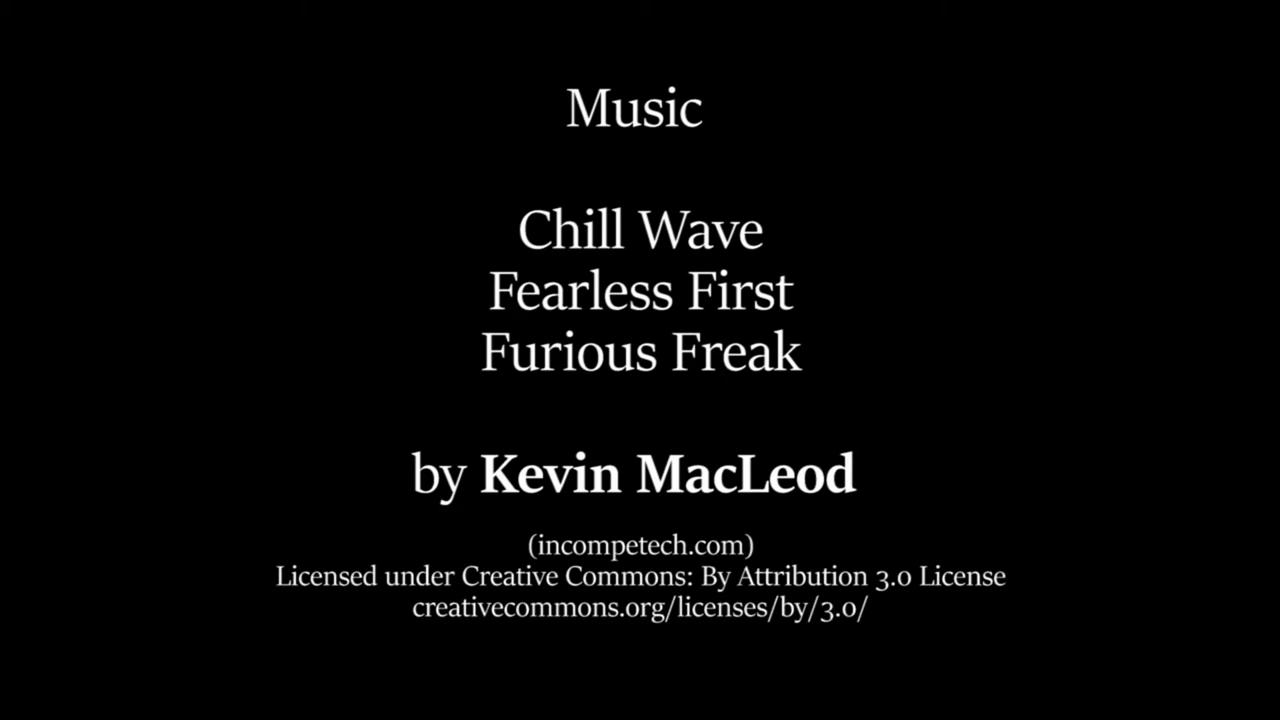 Music
Chill Wave
Fearless First
Furious Freak
by Kevin MacLeod
(incompetech.com)
Licensed under Creative Commons: By Attribution 3.0 License
creativecommons.org/licenses/by/3.0/